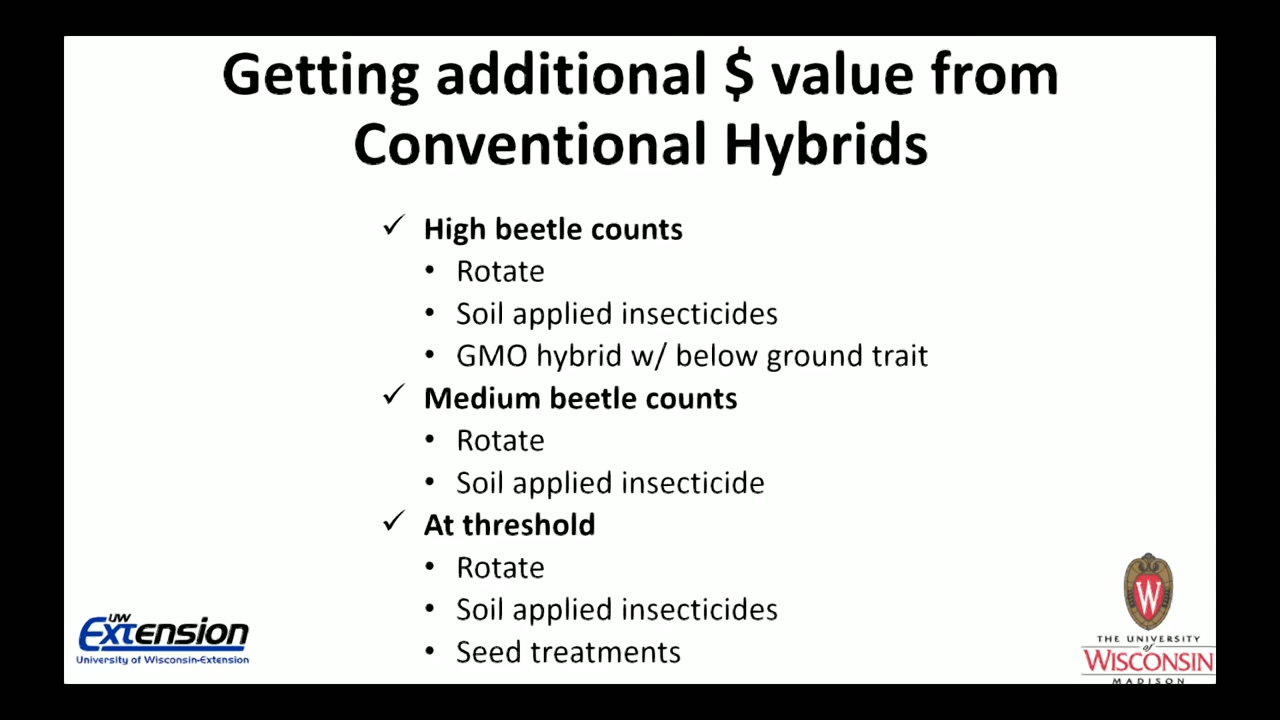 Getting additional $ value from
Conventional Hybrids
✓ High beetle counts
• Rotate
• Soil applied insecticides
• GMO hybrid w/ below ground trait
✓ Medium beetle counts
• Rotate
• Soil applied insecticide
✓ At threshold
• Rotate
• Soil applied insecticides
• Seed treatments
UW
Extension
University of Wisconsin-Extension
W
THE UNIVERSITY
of
WISCONSIN
MADISON